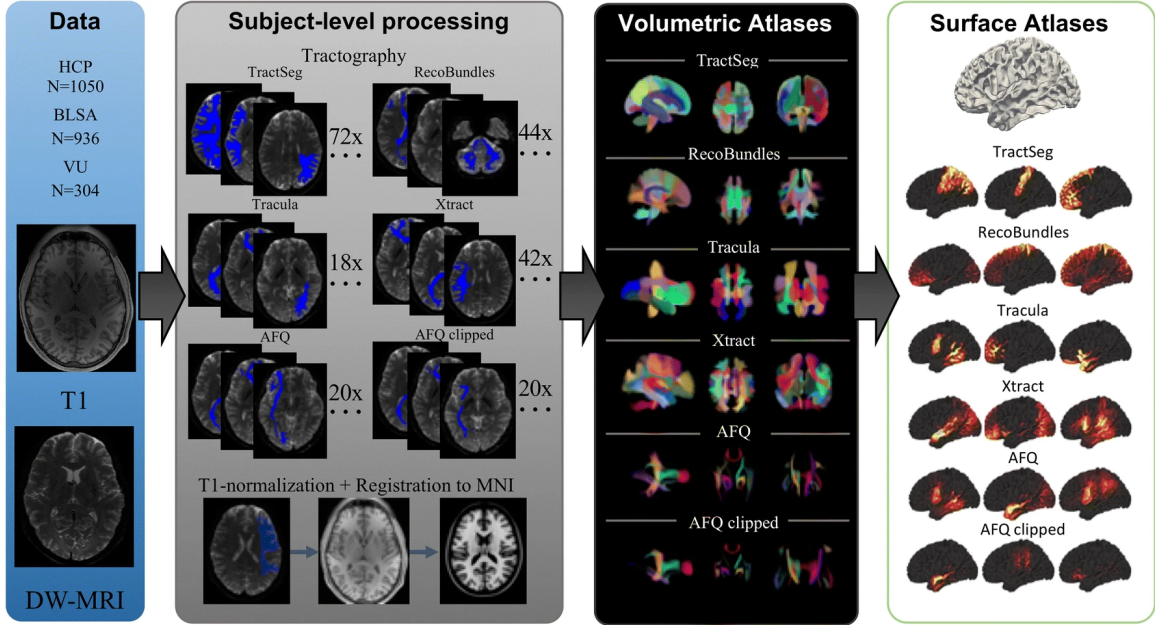 Data
HCP
N=1050
BLSA
N=936
VU
N=304
T1
DW-MRI
Subject-level processing
Tractography
TractSeg
RecoBundles
72x
44x
Tracula
Xtract
18x
42x
AFQ
AFQ clipped
20x
20x
T1-normalization + Registration to MNI
Volumetric Atlases
TractSeg
RecoBundles
Tracula
Xtract
AFQ
AFQ clipped
Surface Atlases
TractSeg
RecoBundles
Tracula
Xtract
AFQ
AFQ clipped